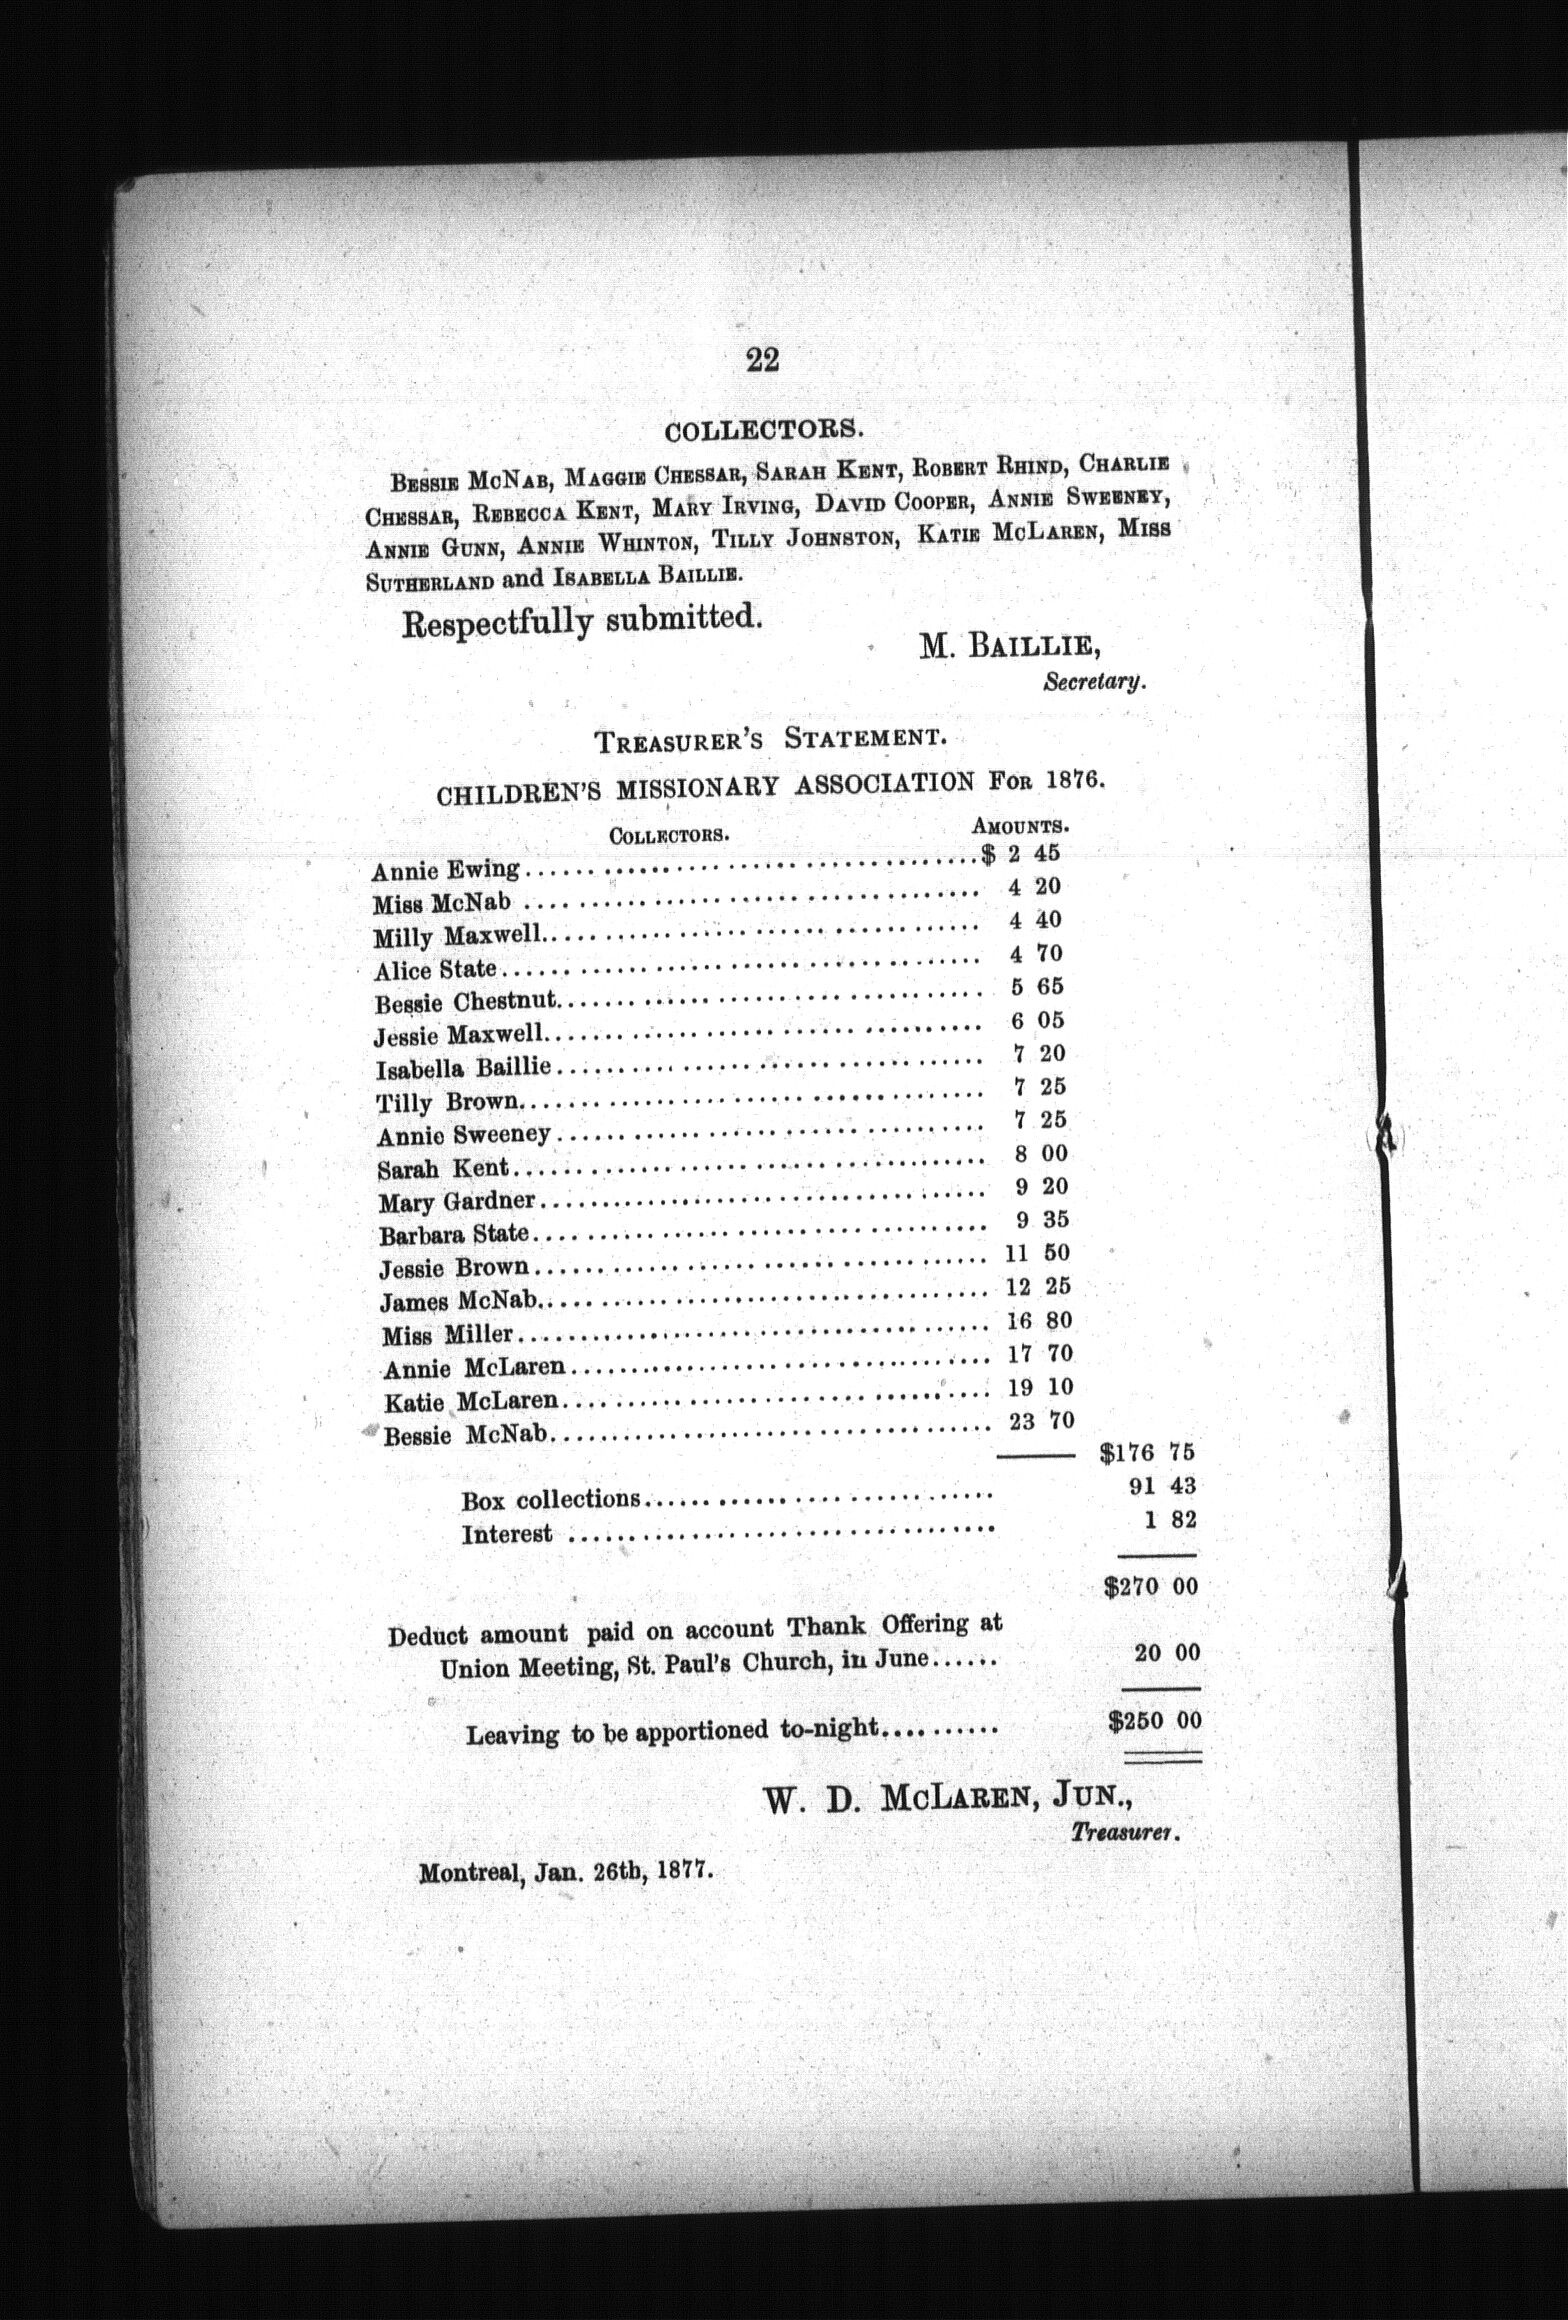 22
COLLECTORS.
BESSIE MCNAB, MAGGIE CHESSAR, SARAH KENT, ROBERT RHIND, CHARLIE
CHESSAR, REBECCA KENT, MARY IRVING, DAVID COOPER, ANNIE SWEENEY,
ANNIE GUNN, ANNIE WHINTON, TILLY JOHNSTON, KATIE MCLAREN, MISS
SUTHERLAND and ISABELLA BAILLIE.
Respectfully submitted.
M. BAILLIE,
Secretary.
TREASURER'S STATEMENT.
CHILDREN'S MISSIONARY ASSOCIATION FOR 1876.
COLLECTORS. AMOUNTS.
Annie Ewing........................................$ 2 45
Miss McNab ........................................ 4 20
Milly Maxwell........................................ 4 40
Alice State........................................ 4 70
Bessie Chestnut........................................ 5 65
Jessie Maxwell........................................ 6 05
Isabella Baillie........................................ 7 20
Tilly Brown........................................ 7 25
Annie Sweeney........................................ 7 25
Sarah Kent........................................ 8 00
Mary Gardner........................................ 9 20
Barbara State........................................ 9 35
Jessie Brown........................................ 11 50
James McNab........................................ 12 25
Miss Miller........................................ 16 80
Annie McLaren........................................ 17 70
Katie McLaren........................................ 19 10
Bessie McNab........................................ 23 70
$176 75
Box collections.............................. 91 43
Interest .............................. 1 82
$270 00
Deduct amount paid on account Thank Offering at
Union Meeting, St. Paul's Church, in June...... 20 00
Leaving to be apportioned to-night.......... $250 00
W. D. MCLAREN, JUN.,
Treasurer.
Montreal, Jan. 26th, 1877.